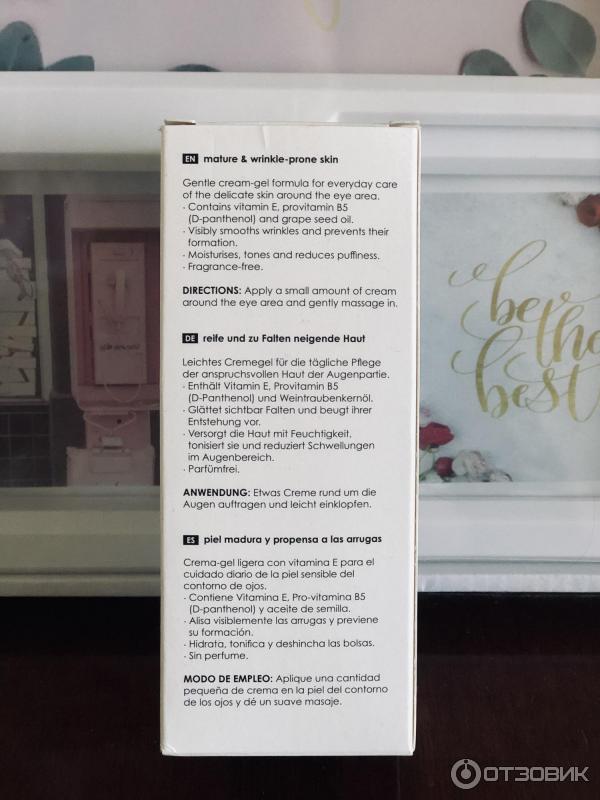 EN mature & wrinkle-prone skin
Gentle cream-gel formula for everyday care
of the delicate skin around the eye area.
· Contains vitamin E, provitamin B5
(D-panthenol) and grape seed oil.
· Visibly smooths wrinkles and prevents their
formation.
· Moisturises, tones and reduces puffiness.
· Fragrance-free.
DIRECTIONS: Apply a small amount of cream
around the eye area and gently massage in.
DE reife und zu Falten neigende Haut
Leichtes Cremegel für die tägliche Pflege
der anspruchsvollen Haut der Augenpartie.
· Enthält Vitamin E, Provitamin B5
(D-panthenol) und Weintraubenkernöl.
· Glättet sichtbar Falten und beugt ihrer
Entstehung vor.
· Versorgt die Haut mit Feuchtigkeit,
tonisiert sie und reduziert Schwellungen
im Augenbereich.
· Parfümfrei.
ANWENDUNG: Etwas Creme rund um die
Augen auftragen und leicht einklopfen.
ES piel madura y propensa a las arrugas
Crema-gel ligera con vitamina E para el
cuidado diario de la piel sensible del
contorno de ojos.
· Contiene Vitamina E, Pro-vitamina B5
(D-panthenol) y aceite de semilla.
· Alisa visiblemente las arrugas y previene
su formación.
· Hidrata, tonifica y deshincha las bolsas.
· Sin perfume.
MODO DE EMPLEO: Aplique una cantidad
pequeña de crema en la piel del contorno
de los ojos y dé un suave masaje.
be
the
best
ОТЗОВИК